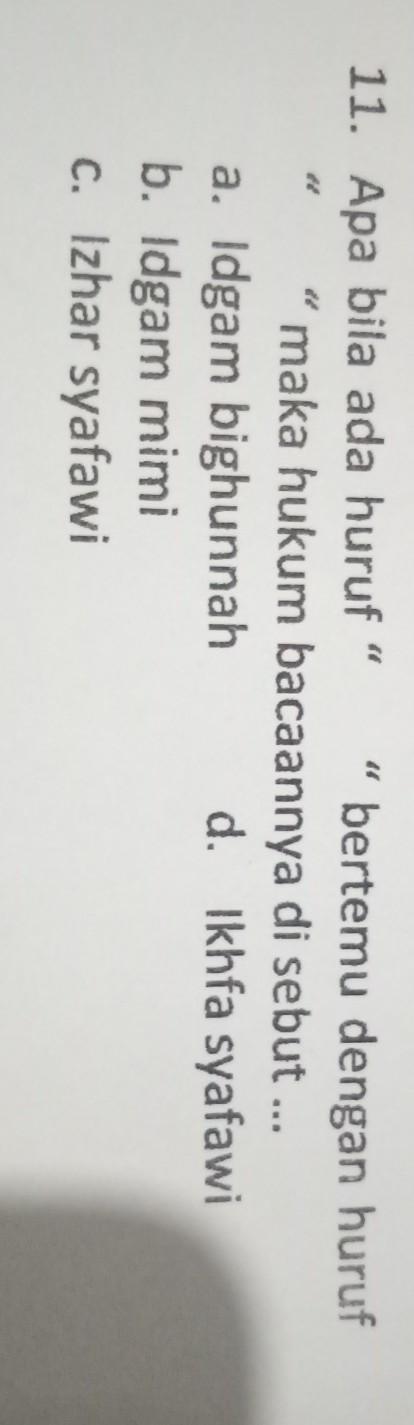 11. Apa bila ada huruf “ “ bertemu dengan huruf
“ “ maka hukum bacaannya di sebut ...
a. Idgam bighunnah d. Ikhfa syafawi
b. Idgam mimi
c. Izhar syafawi